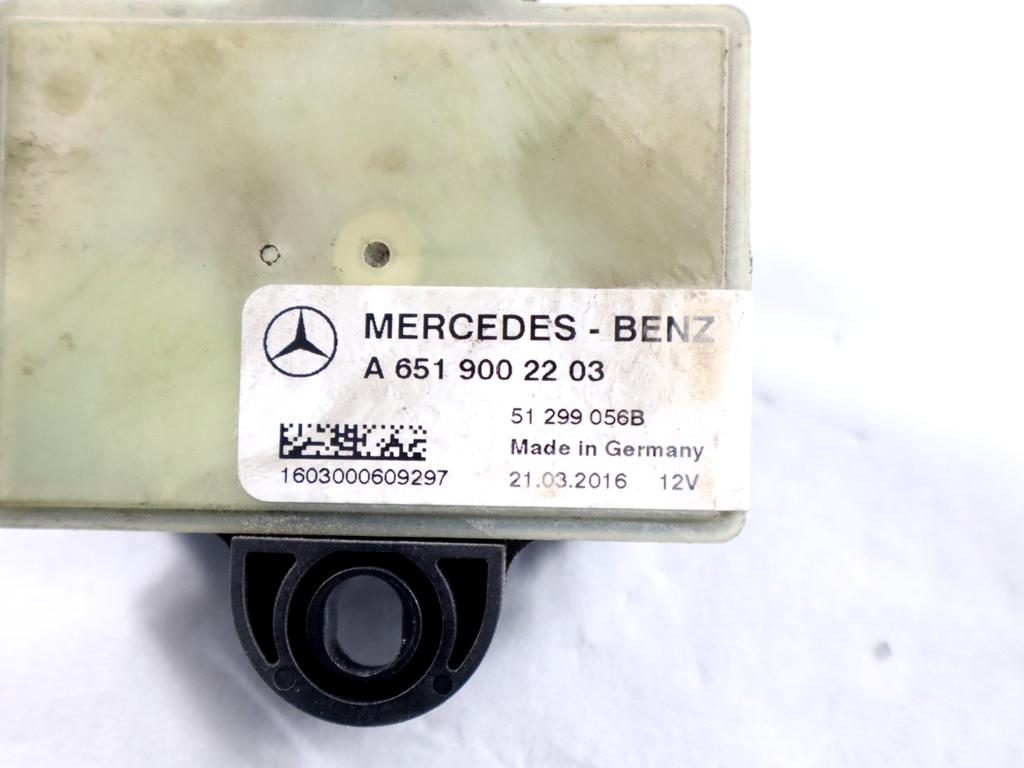 MERCEDES - BENZ
A 651 900 22 03
51 299 056B
Made in Germany
1603000609297
21.03.2016 12V